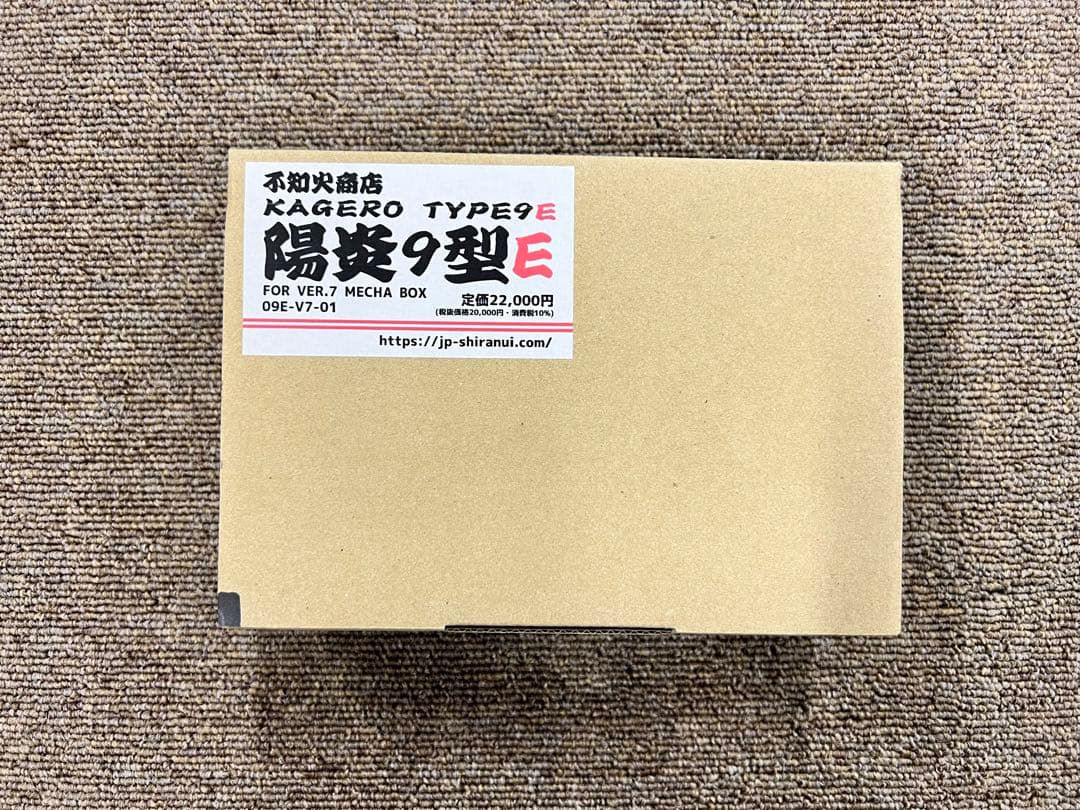 不知火商店
KAGERO TYPE9E
陽炎9型E
FOR VER.7 MECHA BOX
09E-V7-01
定価22,000円
(税抜価格20,000円・消費税10%)
https://jp-shiranui.com/